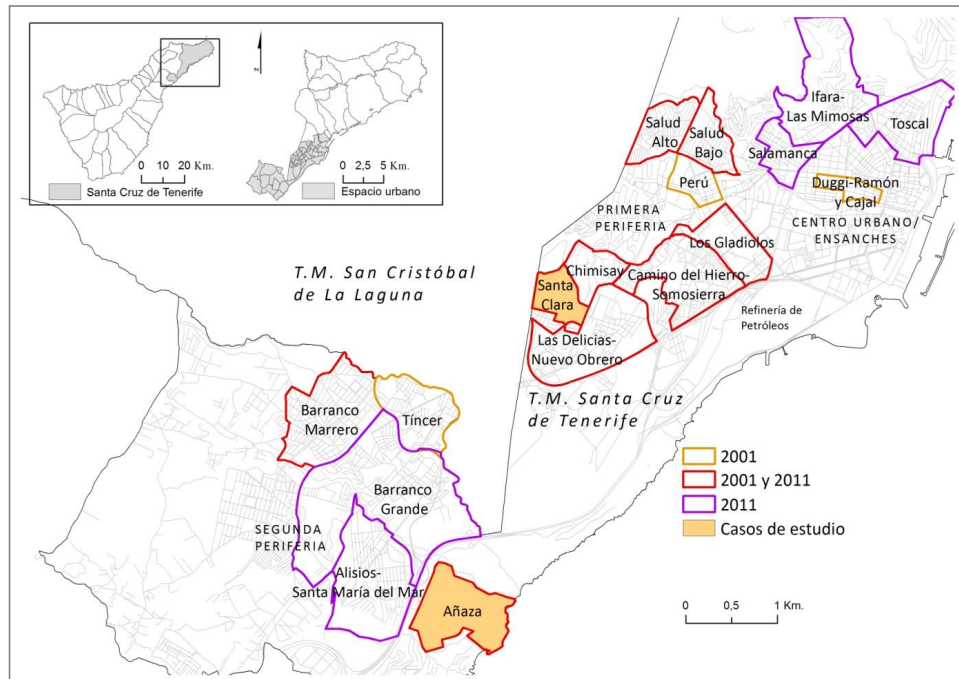 0 10 20 Km.
Santa Cruz de Tenerife
0 2,5 5 Km.
Espacio urbano
Ifara-
Las Mimosas
Toscal
Salud
Alto
Salud
Bajo
Salamanca
Perú
Duggi-Ramón
y Cajal
PRIMERA
PERIFERIA
CENTRO URBANO/
ENSANCHES
Los Gladiolos
T.M. San Cristóbal
de La Laguna
Chimisay
Camino del Hierro-
Somosierra
Santa
Clara
Refinería de
Petróleos
Las Delicias-
Nuevo Obrero
T.M. Santa Cruz
de Tenerife
Barranco
Marrero
Tíncer
Barranco
Grande
SEGUNDA
PERIFERIA
Alisios-
Santa María del Mar
Añaza
2001
2001 y 2011
2011
Casos de estudio
0 0,5 1 Km.